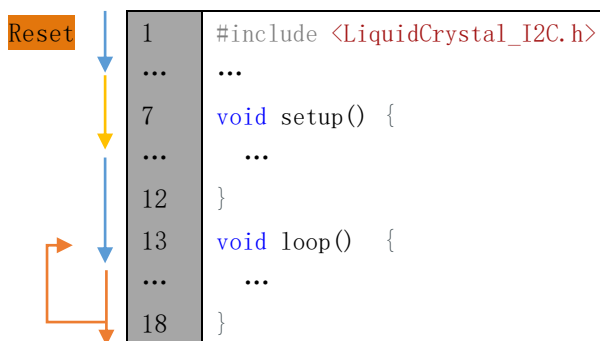 Reset 1 #include <LiquidCrystal_I2C.h>
... ...
7 void setup() {
... ...
12 }
13 void loop() {
... ...
18 }